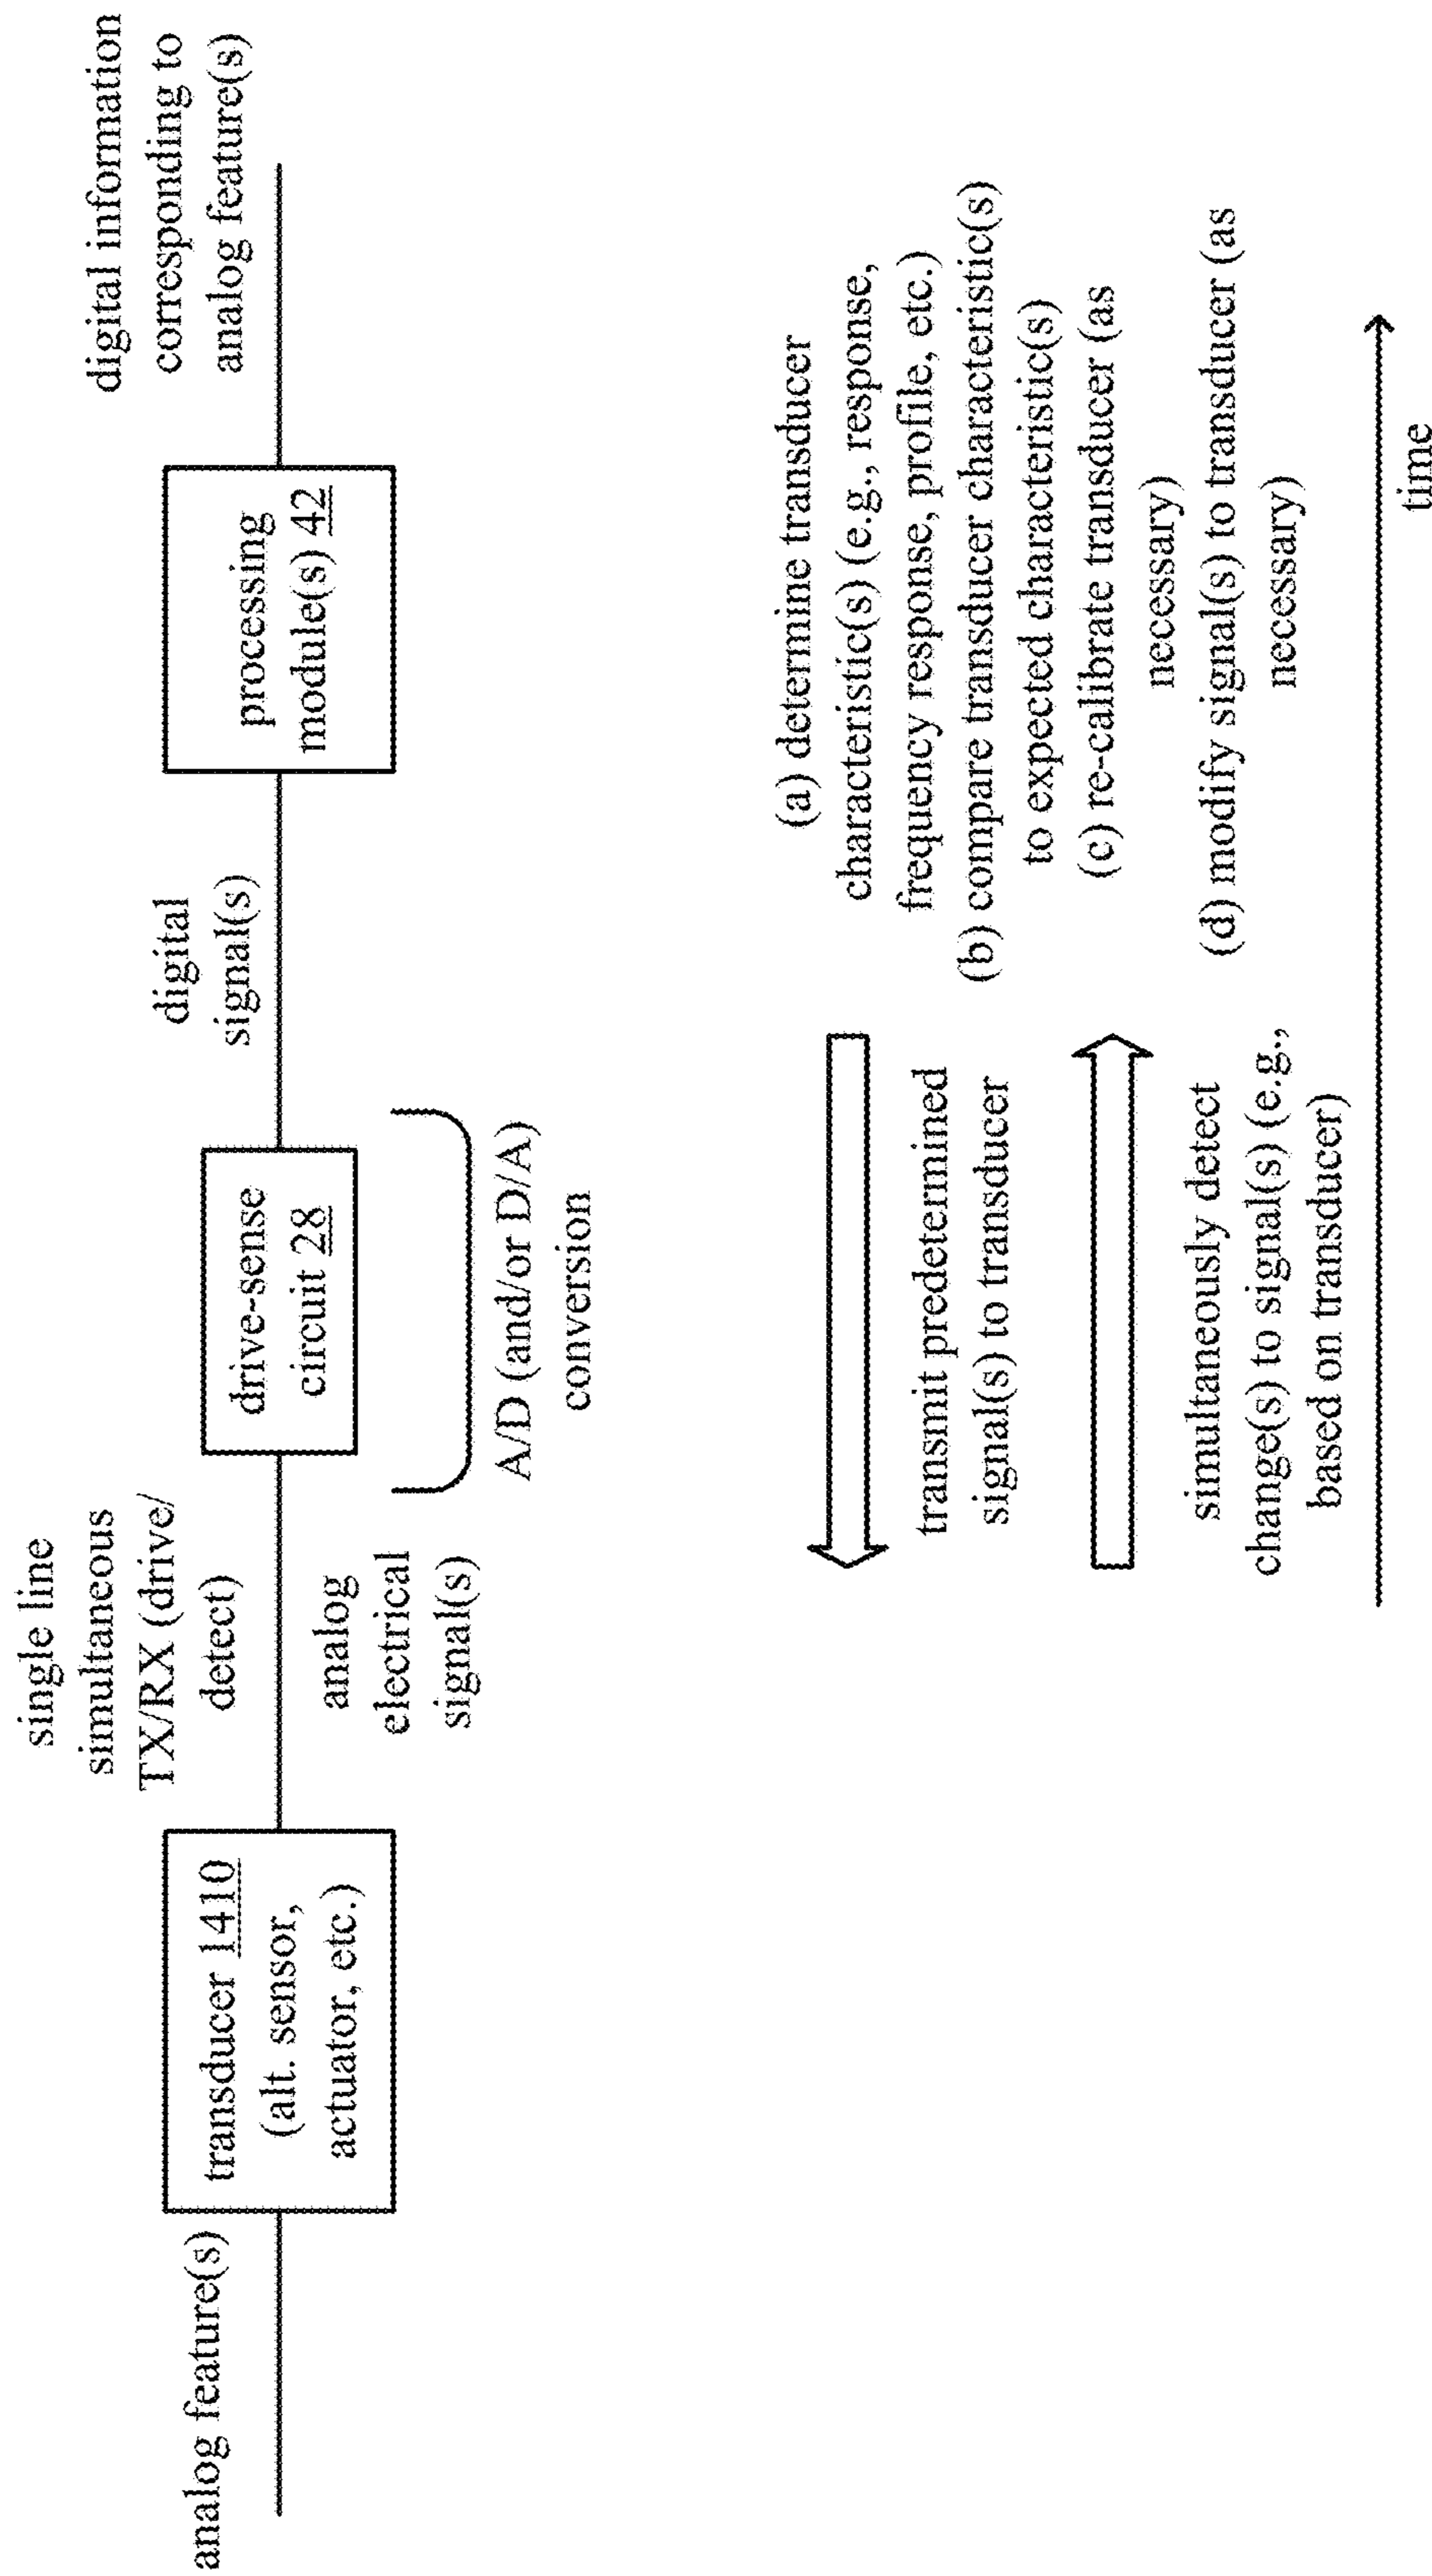 analog feature(s)
transducer 1410
(alt. sensor,
actuator, etc.)
single line
simultaneous
TX/RX (drive/
detect)
analog
electrical
signal(s)
drive-sense
circuit 28
A/D (and/or D/A)
conversion
digital
signal(s)
processing
module(s) 42
digital information
corresponding to
analog feature(s)
transmit predetermined
signal(s) to transducer
simultaneously detect
change(s) to signal(s) (e.g.,
based on transducer)
(a) determine transducer
characteristic(s) (e.g., response,
frequency response, profile, etc.)
(b) compare transducer characteristic(s)
to expected characteristic(s)
(c) re-calibrate transducer (as
necessary)
(d) modify signal(s) to transducer (as
necessary)
time